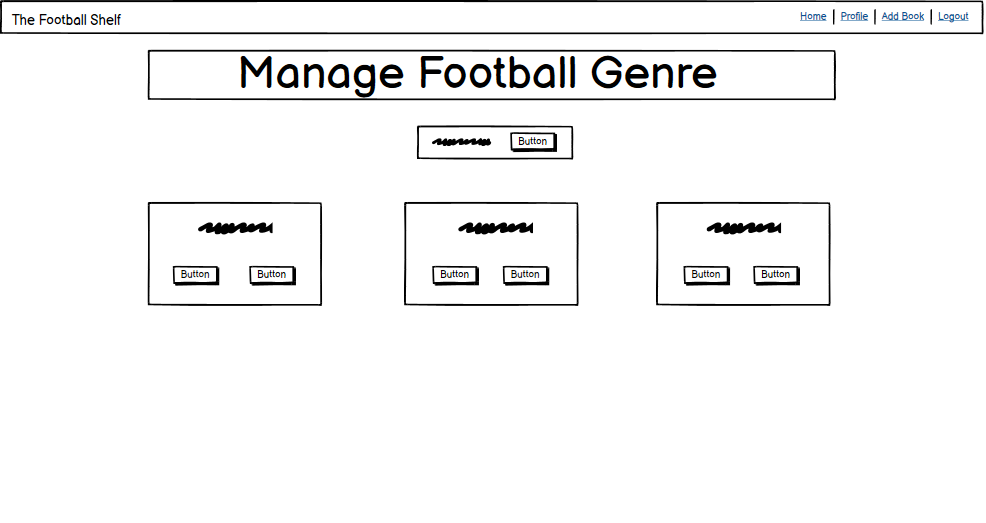 The Football Shelf
Home | Profile | Add Book | Logout
Manage Football Genre
Button
Button Button
Button Button
Button Button